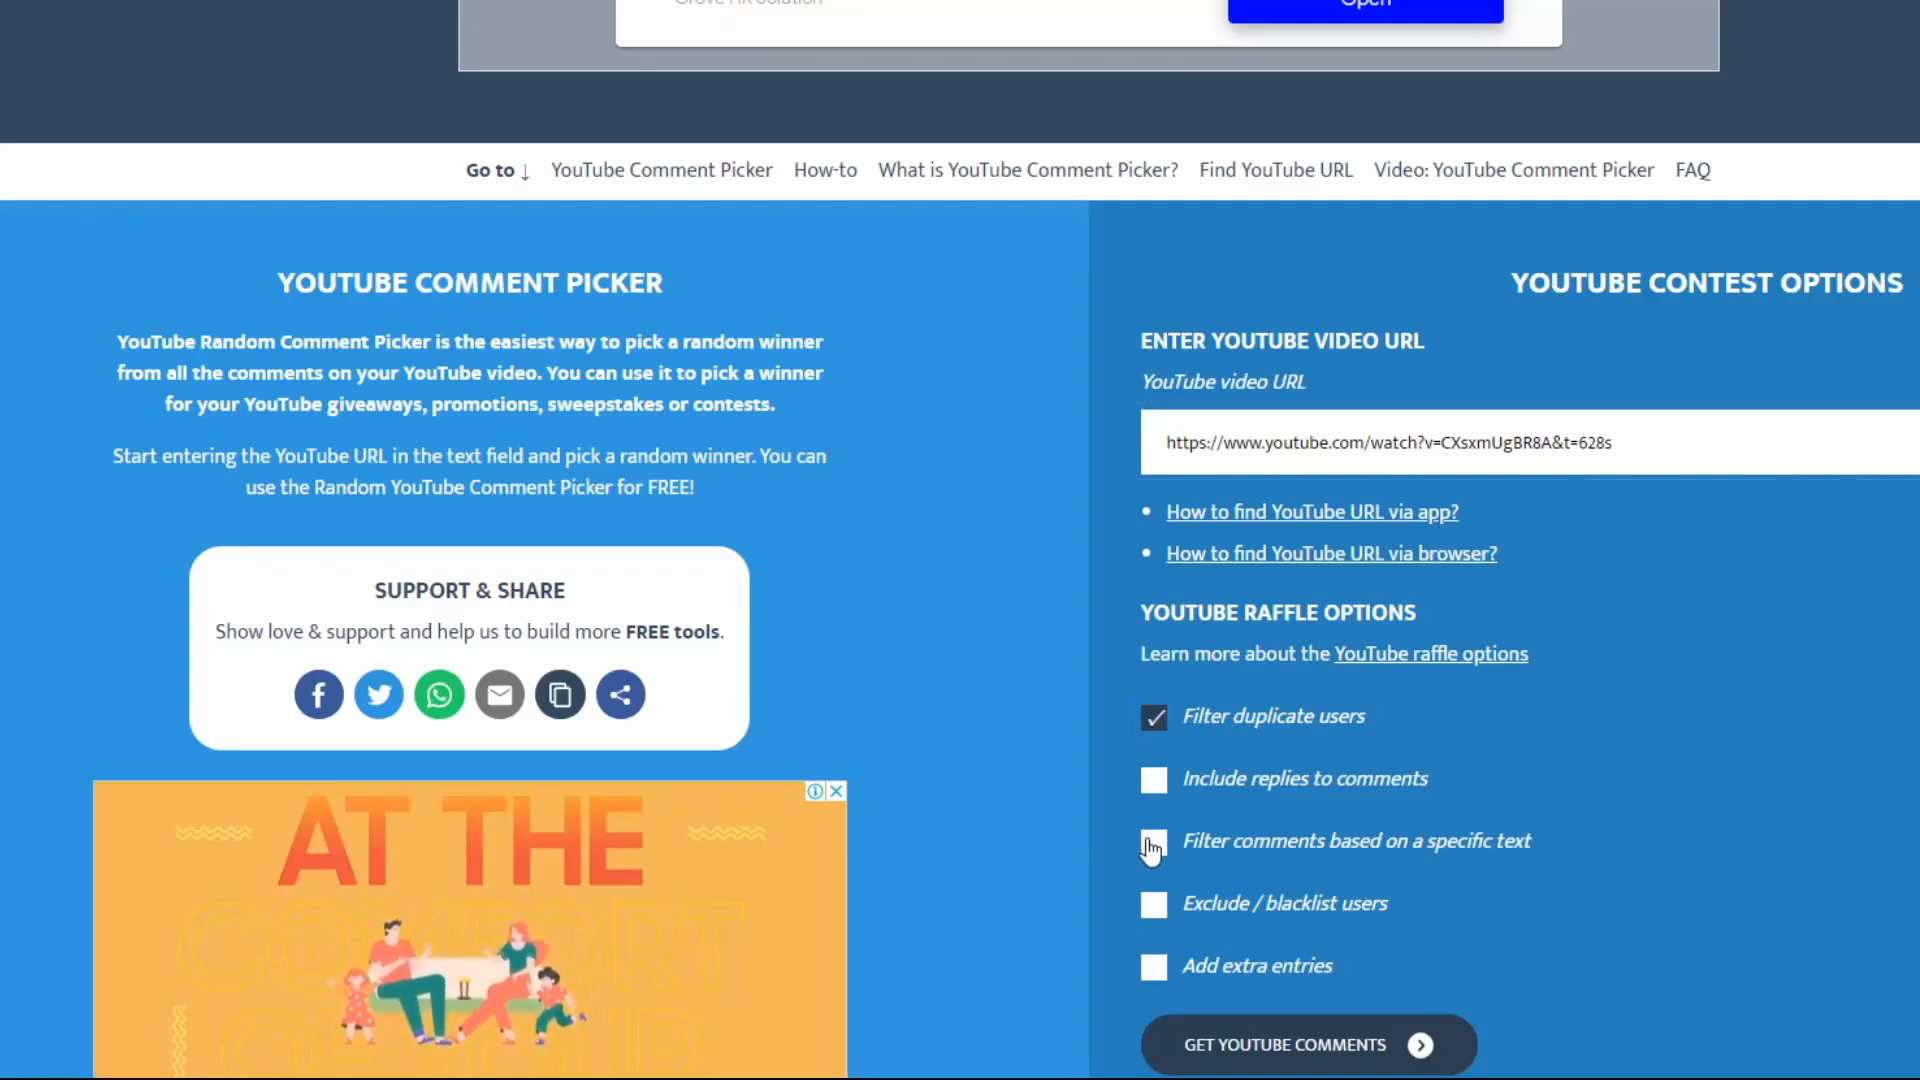 Grove HR Solution
Open
Go to ↓ YouTube Comment Picker How-to What is YouTube Comment Picker? Find YouTube URL Video: YouTube Comment Picker FAQ
YOUTUBE COMMENT PICKER
YouTube Random Comment Picker is the easiest way to pick a random winner
from all the comments on your YouTube video. You can use it to pick a winner
for your YouTube giveaways, promotions, sweepstakes or contests.
Start entering the YouTube URL in the text field and pick a random winner. You can
use the Random YouTube Comment Picker for FREE!
SUPPORT & SHARE
Show love & support and help us to build more FREE tools.
AT THE
COMFORT
YOUTUBE CONTEST OPTIONS
ENTER YOUTUBE VIDEO URL
YouTube video URL
https://www.youtube.com/watch?v=CXsxmUgBR8A&t=628s
• How to find YouTube URL via app?
• How to find YouTube URL via browser?
YOUTUBE RAFFLE OPTIONS
Learn more about the YouTube raffle options
Filter duplicate users
Include replies to comments
Filter comments based on a specific text
Exclude / blacklist users
Add extra entries
GET YOUTUBE COMMENTS